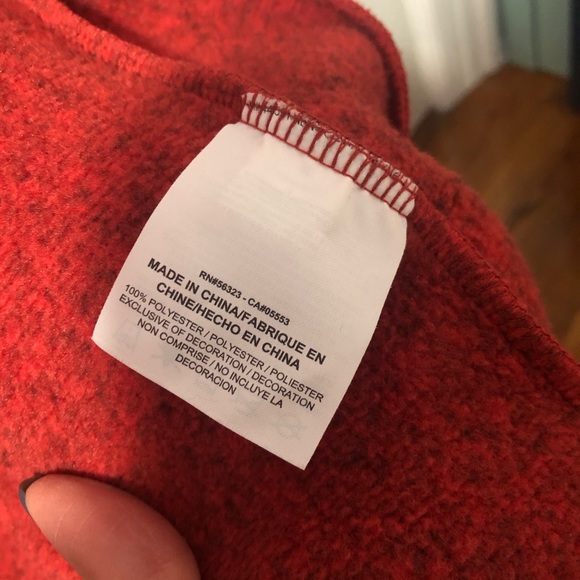 RN#56323 - CA#05553
MADE IN CHINA/FABRIQUE EN
CHINE/HECHO EN CHINA
100% POLYESTER / POLYESTER / POLIESTER
EXCLUSIVE OF DECORATION / DECORATION
NON COMPRISE / NO INCLUYE LA
DECORACION